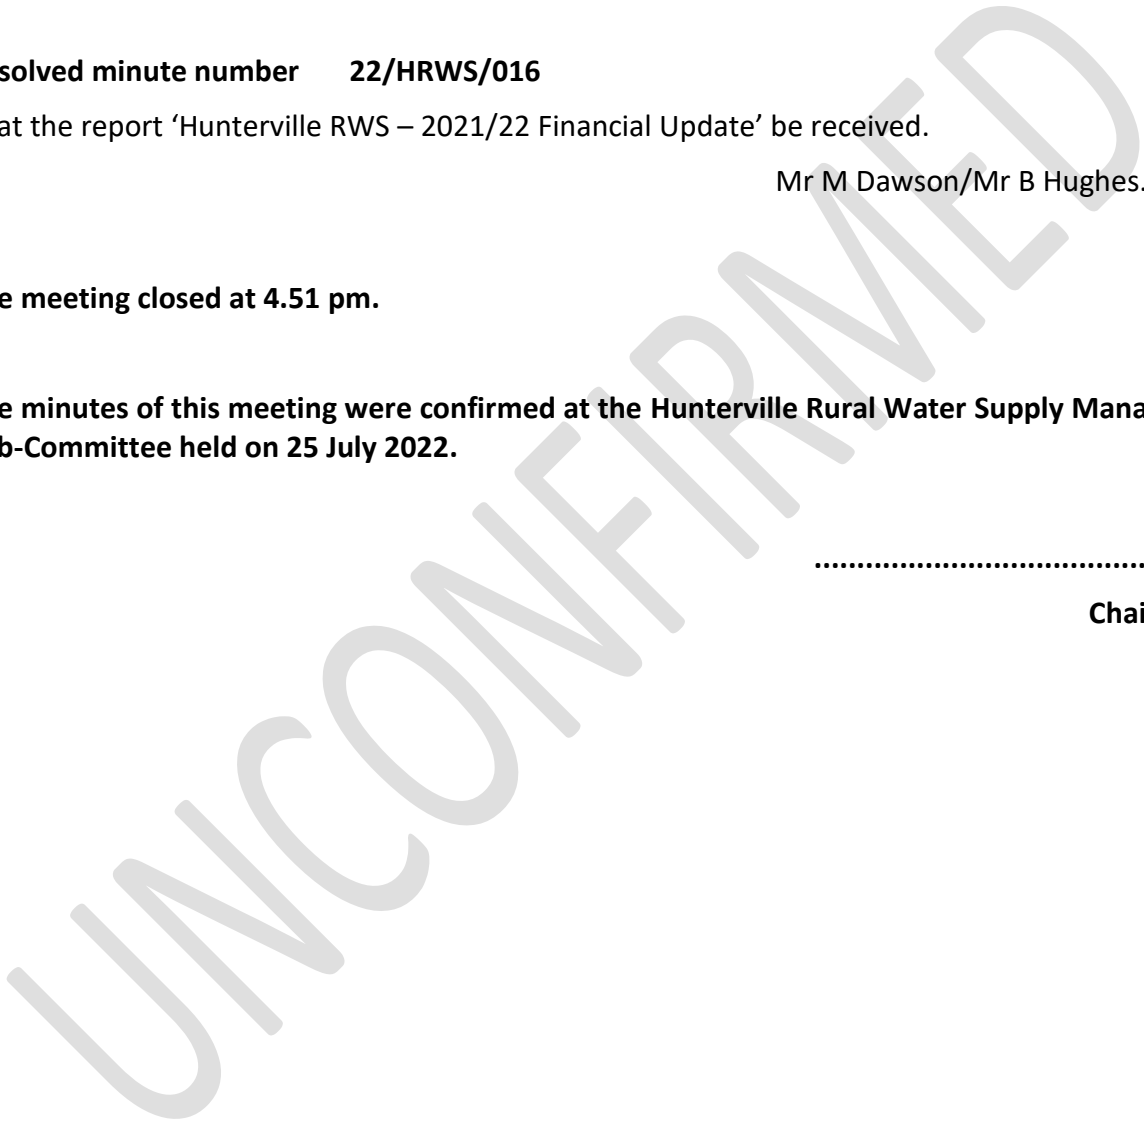 solved minute number 22/HRWS/016
at the report ‘Hunterville RWS – 2021/22 Financial Update’ be received.
Mr M Dawson/Mr B Hughes.
e meeting closed at 4.51 pm.
e minutes of this meeting were confirmed at the Hunterville Rural Water Supply Mana
b-Committee held on 25 July 2022.
.......................................
Chai
UNCONFIRMED